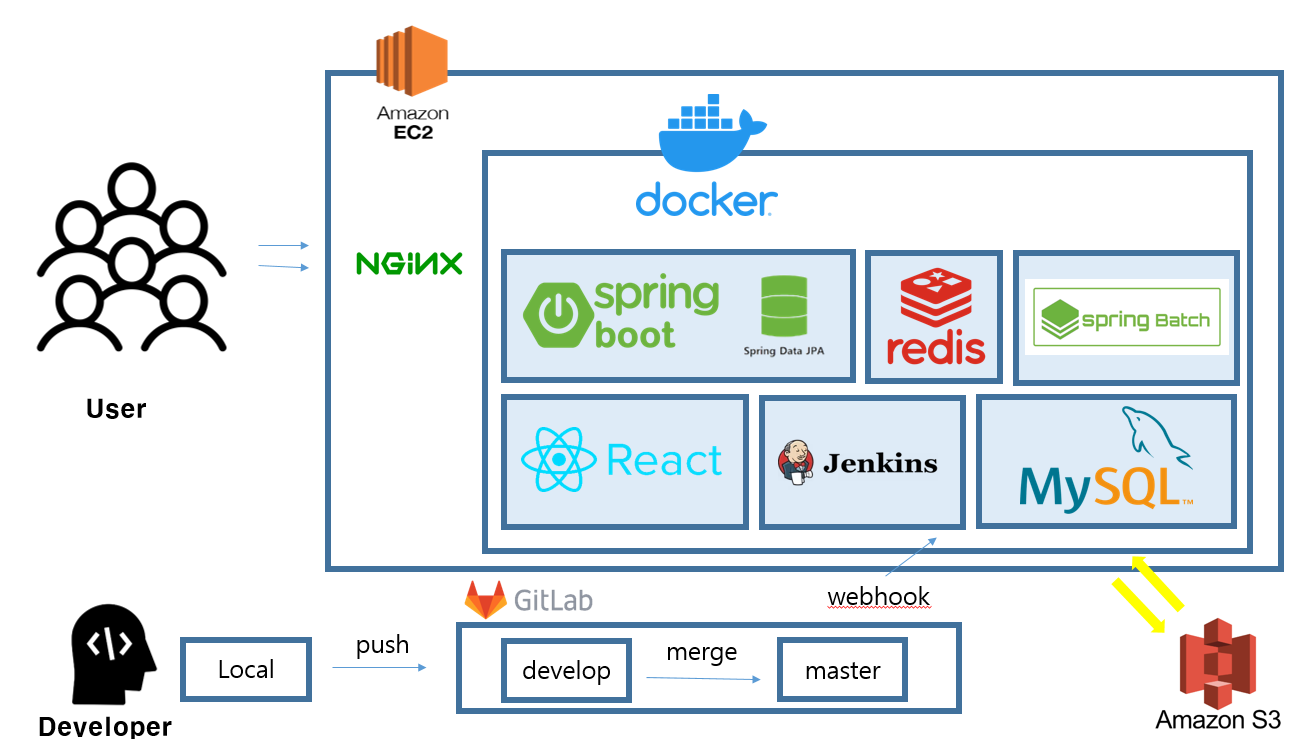 Amazon
EC2
docker
NGINX
spring
boot
Spring Data JPA
redis
spring Batch
User
React
Jenkins
MySQL™
GitLab
webhook
Local
push
develop
merge
master
Developer
Amazon S3